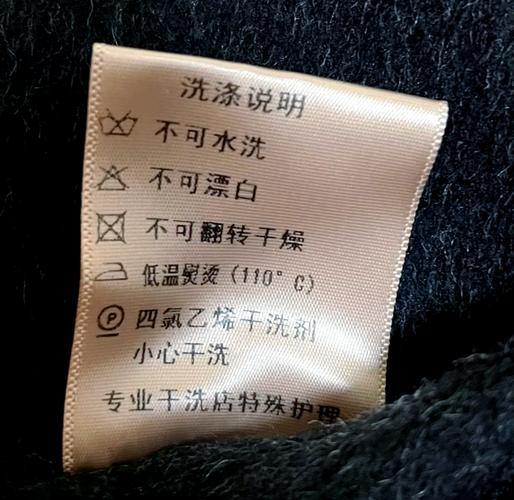 洗涤说明
不可水洗
不可漂白
不可翻转干燥
低温熨烫（110°C）
P 四氯乙烯干洗剂
小心干洗
专业干洗店特殊护理